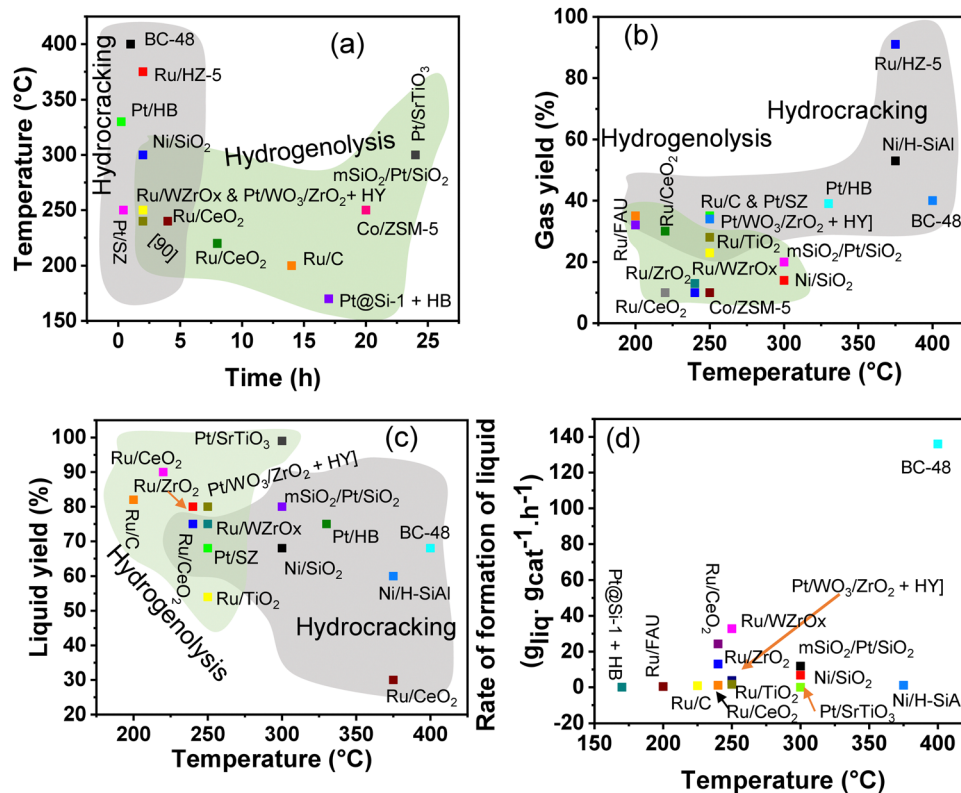 (a)
Temperature (°C)
400
350
300
250
200
150
BC-48
Ru/HZ-5
Pt/HB
Ni/SiO₂
Hydrocracking
Hydrogenolysis
Pt/SrTiO₃
mSiO₂/Pt/SiO₂
Ru/WZrOx & Pt/WO₃/ZrO₂+ HY
Ru/CeO₂
Pt/SZ
[90]
Co/ZSM-5
Ru/CeO₂
Ru/C
Pt@Si-1 + HB
0
5
10
15
20
25
Time (h)
(b)
Gas yield (%)
100
80
60
40
20
0
Ru/HZ-5
Hydrocracking
Hydrogenolysis
Ni/H-SiAl
Ru/FAU
Ru/CeO₂
Ru/C & Pt/SZ
Pt/HB
Pt/WO₃/ZrO₂ + HY]
BC-48
Ru/TiO₂
mSiO₂/Pt/SiO₂
Ru/ZrO₂
Ru/WZrOx
Ni/SiO₂
Ru/CeO₂
Co/ZSM-5
200
250
300
350
400
Temeperature (°C)
(c)
Liquid yield (%)
100
90
80
70
60
50
40
30
20
Pt/SrTiO₃
Ru/CeO₂
Ru/ZrO₂
Pt/WO₃/ZrO₂ + HY]
mSiO₂/Pt/SiO₂
Ru/C
Ru/WZrOx
Pt/HB
BC-48
Ru/CeO₂
Pt/SZ
Ni/SiO₂
Ni/H-SiAl
Hydrogenolysis
Ru/TiO₂
Hydrocracking
Ru/CeO₂
200
250
300
350
400
Temperature (°C)
(d)
Rate of formation of liquid
(gₗᵢq. gcat⁻¹.h⁻¹)
140
120
100
80
60
40
20
0
-20
BC-48
Pt@Si-1 + HB
Ru/FAU
Ru/CeO₂
Pt/WO₃/ZrO₂ + HY]
Ru/WZrOx
Ru/ZrO₂
mSiO₂/Pt/SiO₂
Ni/SiO₂
Ru/C
Ru/TiO₂
Ru/CeO₂
Pt/SrTiO₃
Ni/H-SiA
150
200
250
300
350
400
Temperature (°C)